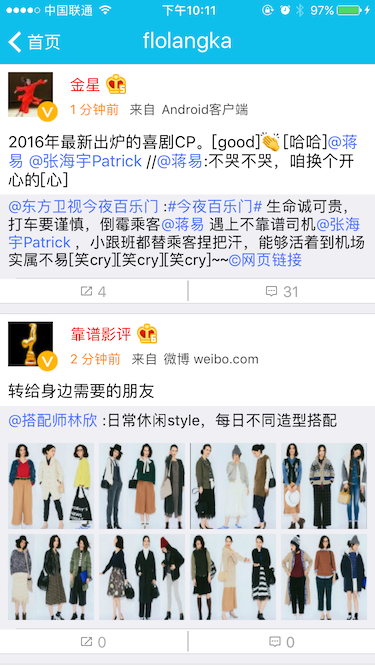 中国联通 下午10:11 97%
首页 flolangka
金星
1 分钟前 来自 Android客户端
2016年最新出炉的喜剧CP。[good]👏[哈哈]@蒋
易 @张海宇Patrick //@蒋易:不哭不哭，咱换个开
心的[心]
@东方卫视今夜百乐门 :#今夜百乐门# 生命诚可贵，
打车要谨慎，倒霉乘客@蒋易 遇上不靠谱司机@张海
宇Patrick ，小跟班都替乘客捏把汗，能够活着到机场
实属不易[笑cry][笑cry][笑cry]~~©网页链接
4 31
靠谱影评
2 分钟前 来自 微博 weibo.com
转给身边需要的朋友
@搭配师林欣 :日常休闲style，每日不同造型搭配
0 0